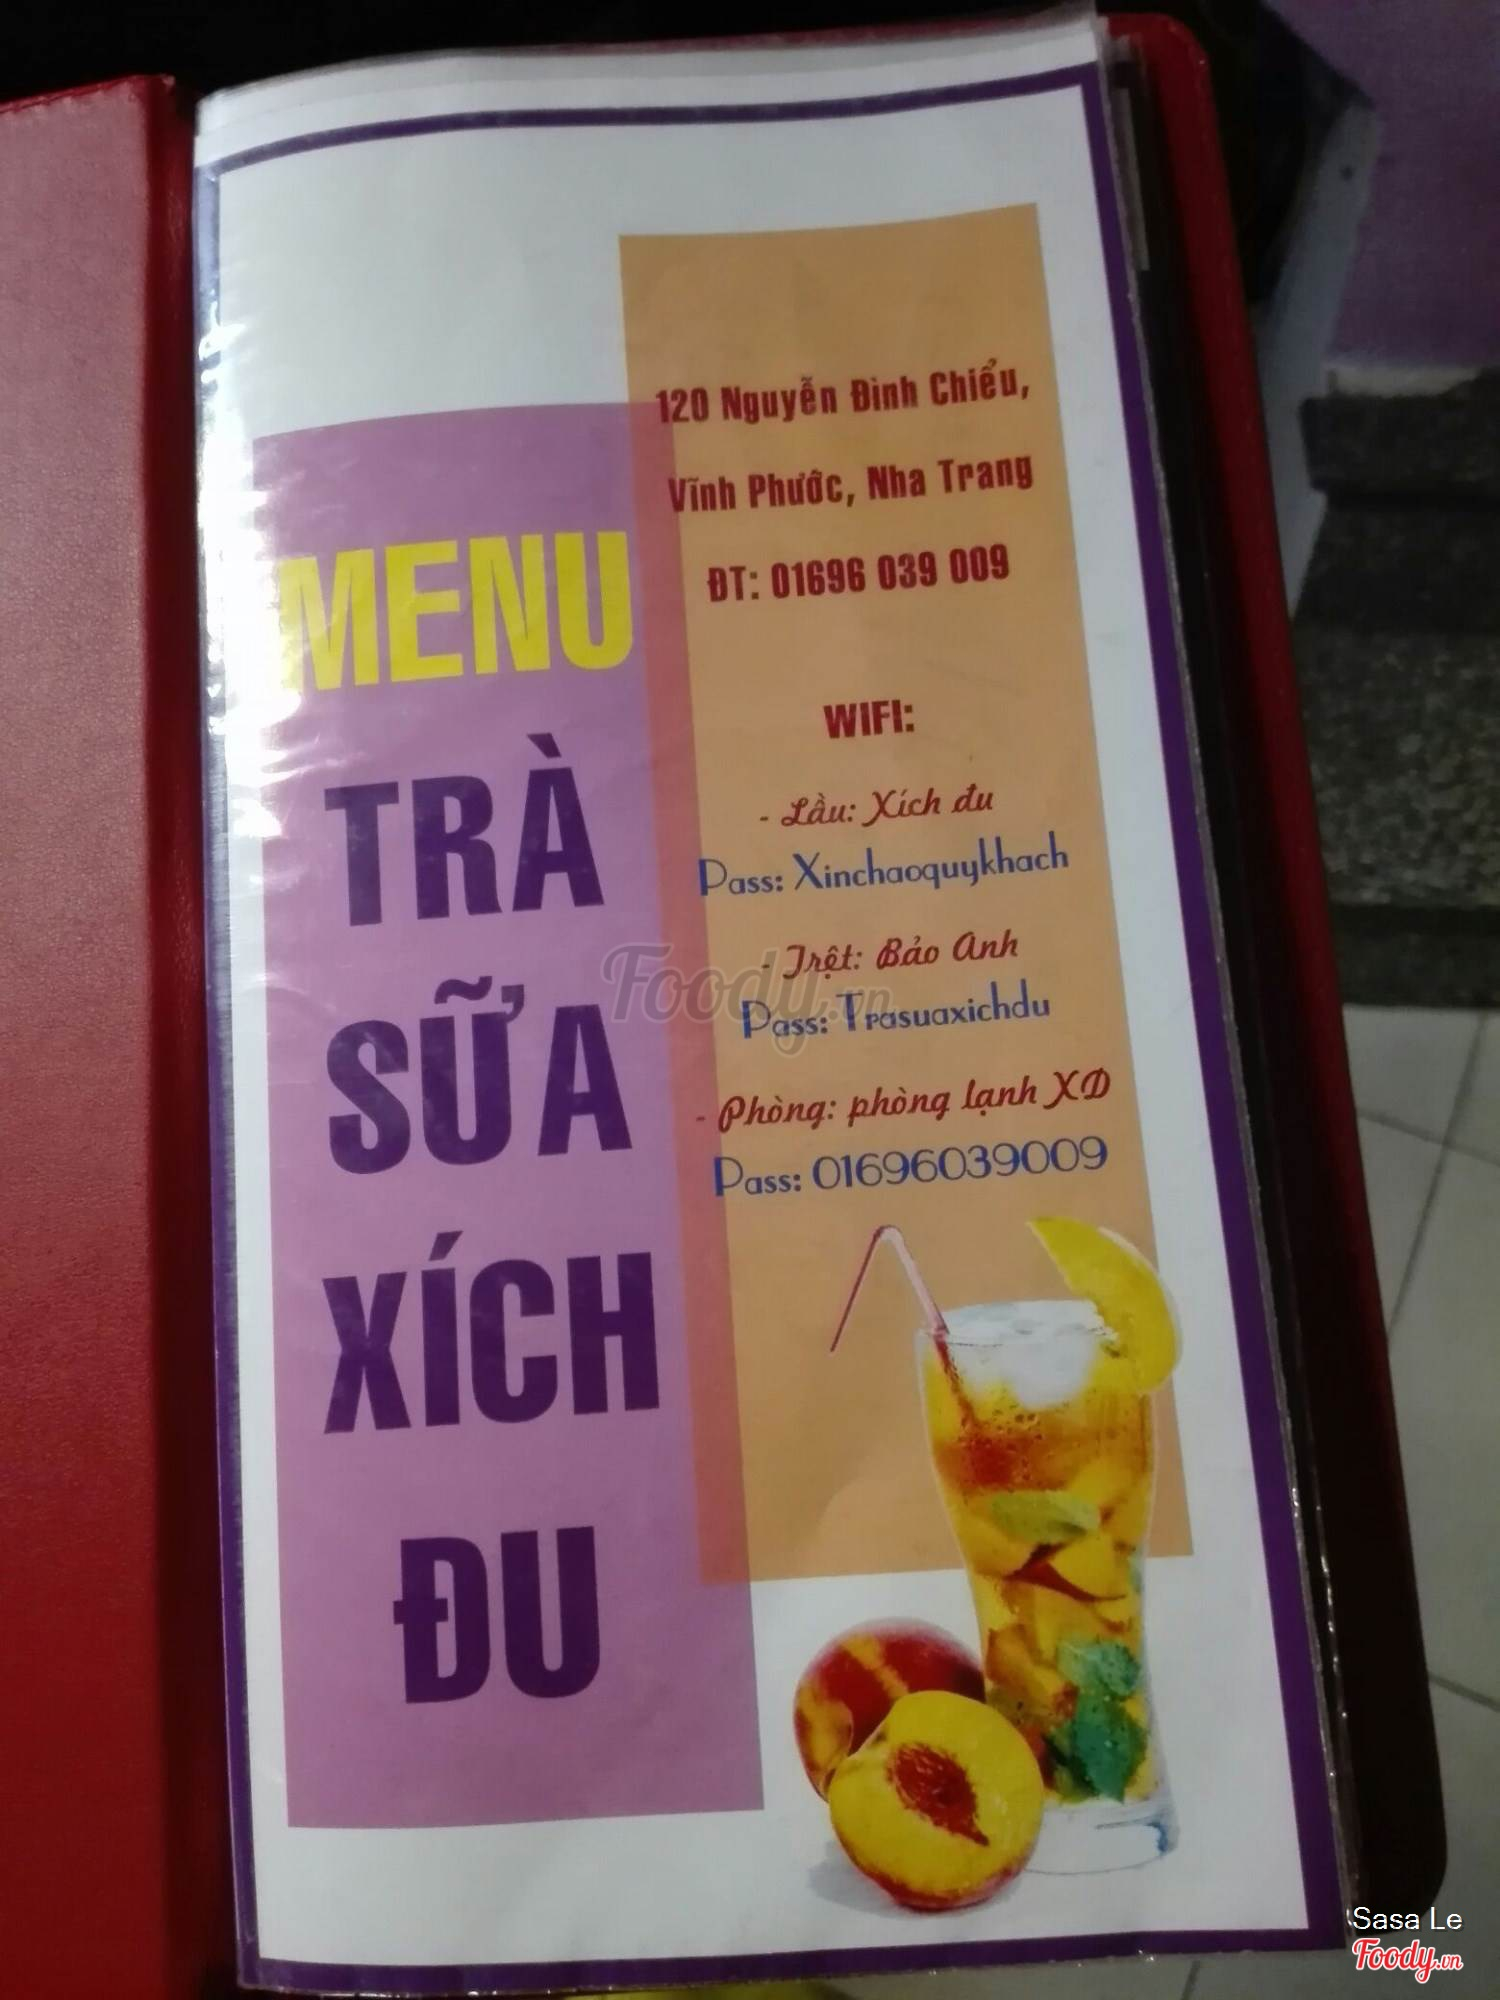 MENU
TRÀ
SỮA
XÍCH
ĐU
120 Nguyễn Đình Chiểu,
Vĩnh Phước, Nha Trang
ĐT: 01696 039 009
WIFI:
- Lầu: Xích đu
Pass: Xinchaoquykhach
- Trệt: Bảo Anh
Pass: Trasuaxichdu
- Phòng: phòng lạnh XĐ
Pass: 01696039009
Foody.vn
Sasa Le
Foody.vn